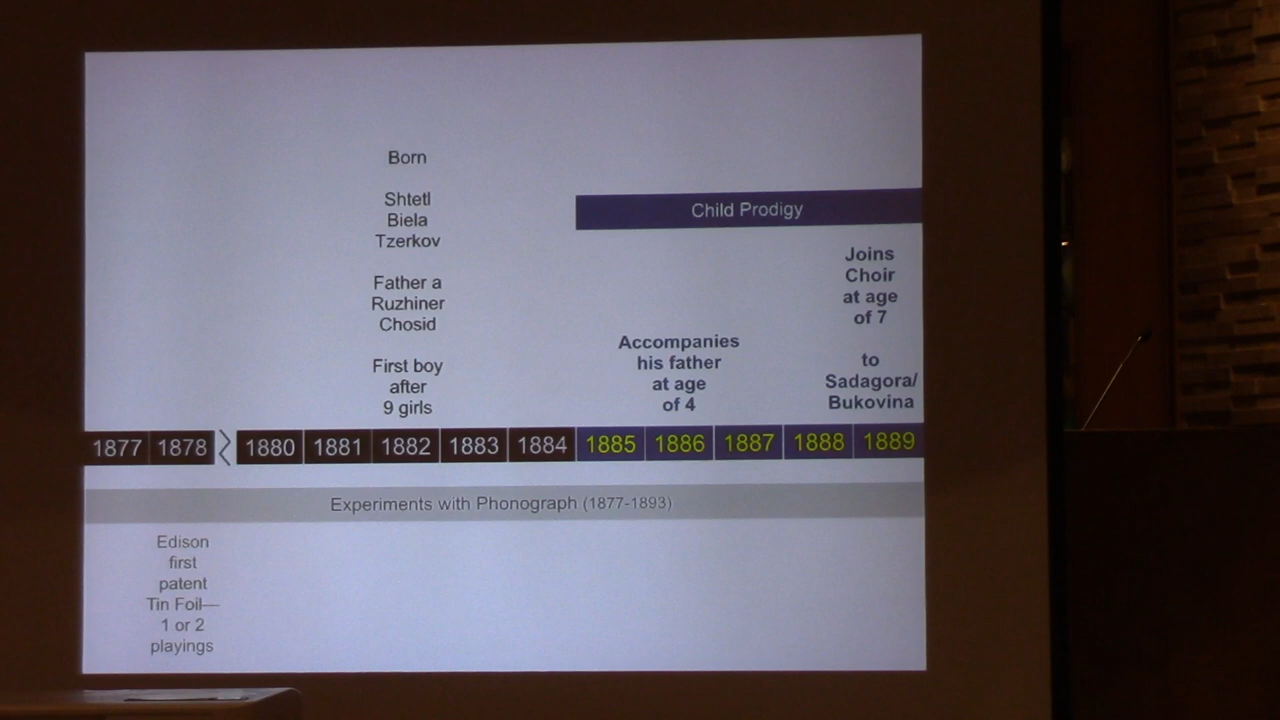 Born
Shtetl
Biela
Tzerkov
Father a
Ruzhiner
Chosid
First boy
after
9 girls
Child Prodigy
Accompanies
his father
at age
of 4
Joins
Choir
at age
of 7
to
Sadagora/
Bukovina
1877 1878 1880 1881 1882 1883 1884 1885 1886 1887 1888 1889
Experiments with Phonograph (1877-1893)
Edison
first
patent
Tin Foil—
1 or 2
playings